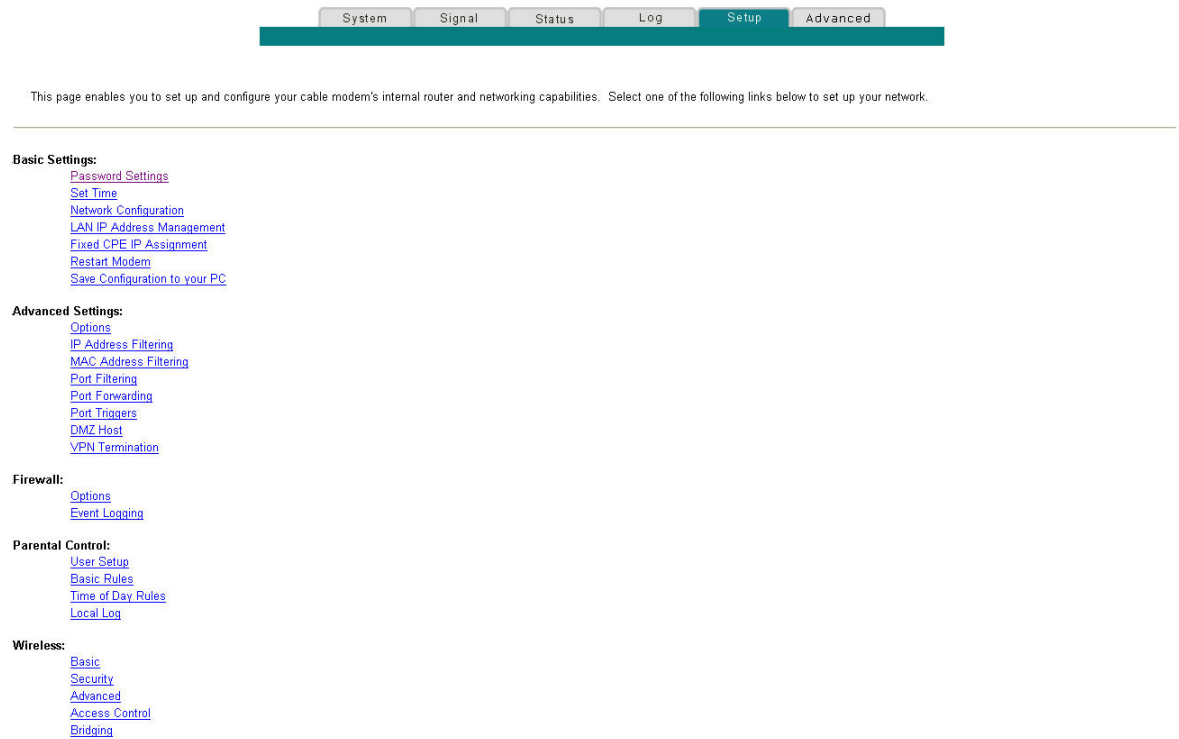 System Signal Status Log Setup Advanced
This page enables you to set up and configure your cable modem's internal router and networking capabilities. Select one of the following links below to set up your network.
Basic Settings:
Password Settings
Set Time
Network Configuration
LAN IP Address Management
Fixed CPE IP Assignment
Restart Modem
Save Configuration to your PC
Advanced Settings:
Options
IP Address Filtering
MAC Address Filtering
Port Filtering
Port Forwarding
Port Triggers
DMZ Host
VPN Termination
Firewall:
Options
Event Logging
Parental Control:
User Setup
Basic Rules
Time of Day Rules
Local Log
Wireless:
Basic
Security
Advanced
Access Control
Bridging